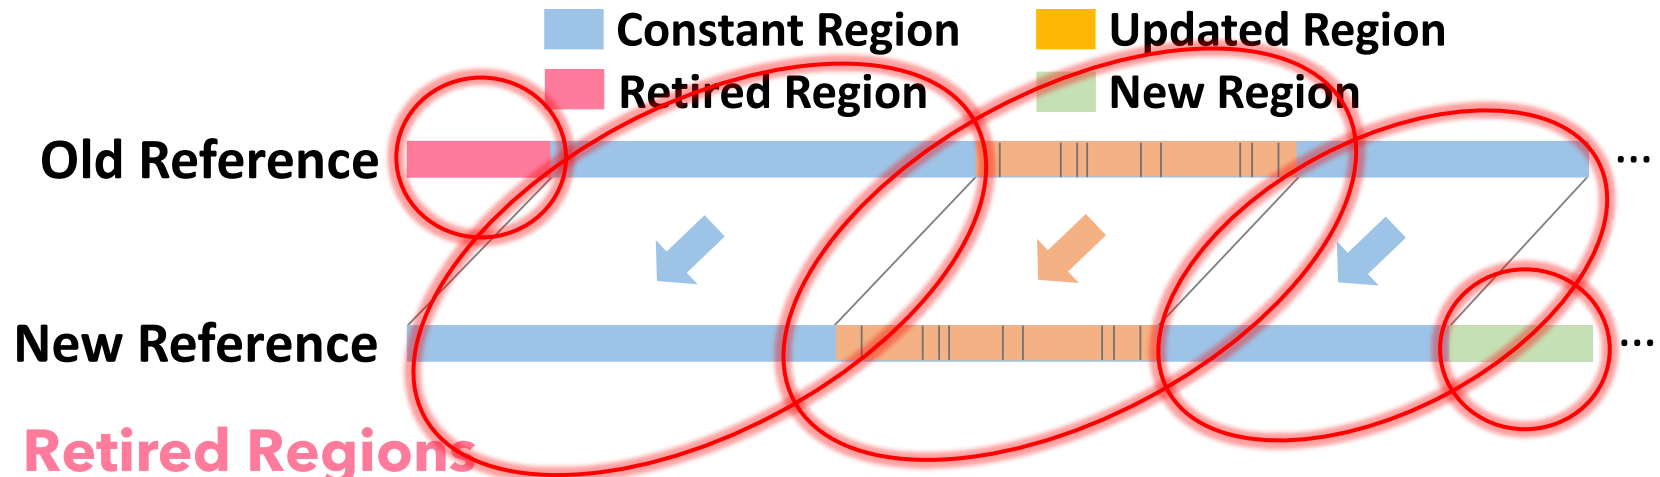 Constant Region Updated Region
Retired Region New Region
Old Reference ...
New Reference ...
Retired Regions